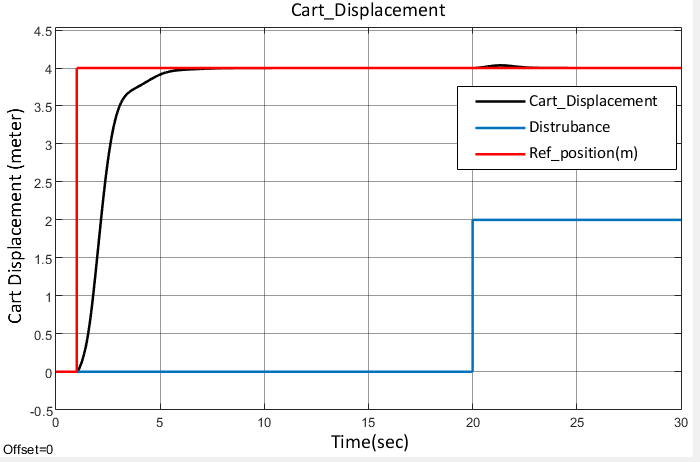 Cart_Displacement
4.5
4
3.5
3
2.5
2
1.5
1
0.5
0
-0.5
Cart Displacement (meter)
Cart_Displacement
Distrubance
Ref_position(m)
0 5 10 15 20 25 30
Time(sec)
Offset=0